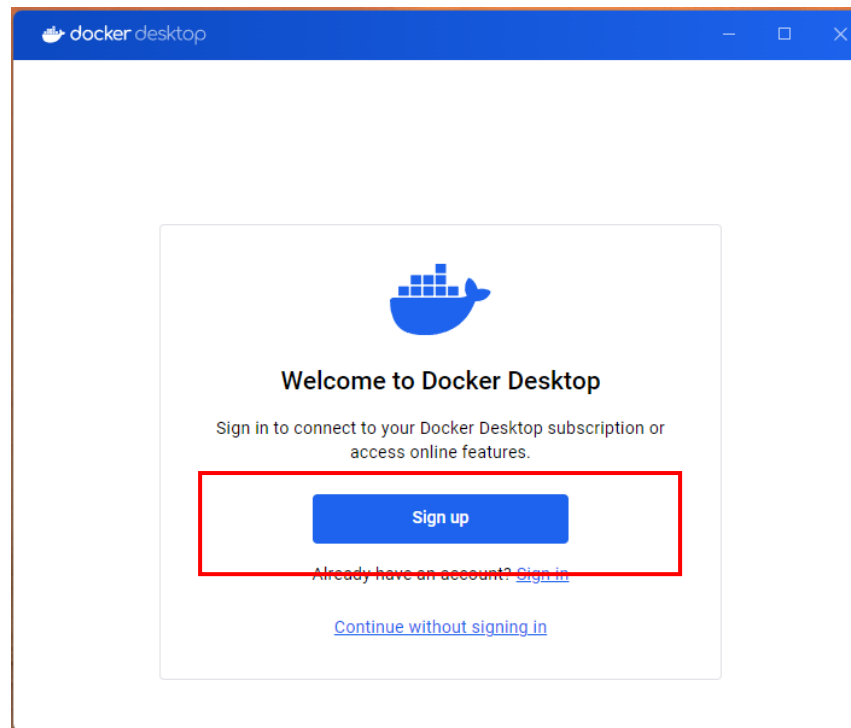 docker desktop
Welcome to Docker Desktop
Sign in to connect to your Docker Desktop subscription or
access online features.
Sign up
Already have an account? Sign in
Continue without signing in